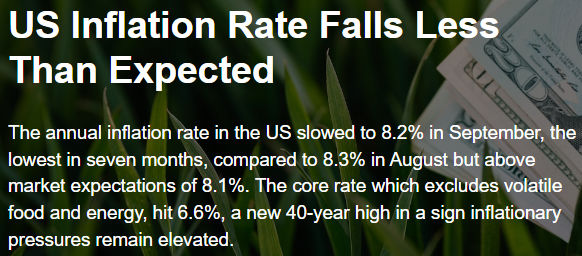 US Inflation Rate Falls Less
Than Expected
The annual inflation rate in the US slowed to 8.2% in September, the
lowest in seven months, compared to 8.3% in August but above
market expectations of 8.1%. The core rate which excludes volatile
food and energy, hit 6.6%, a new 40-year high in a sign inflationary
pressures remain elevated.